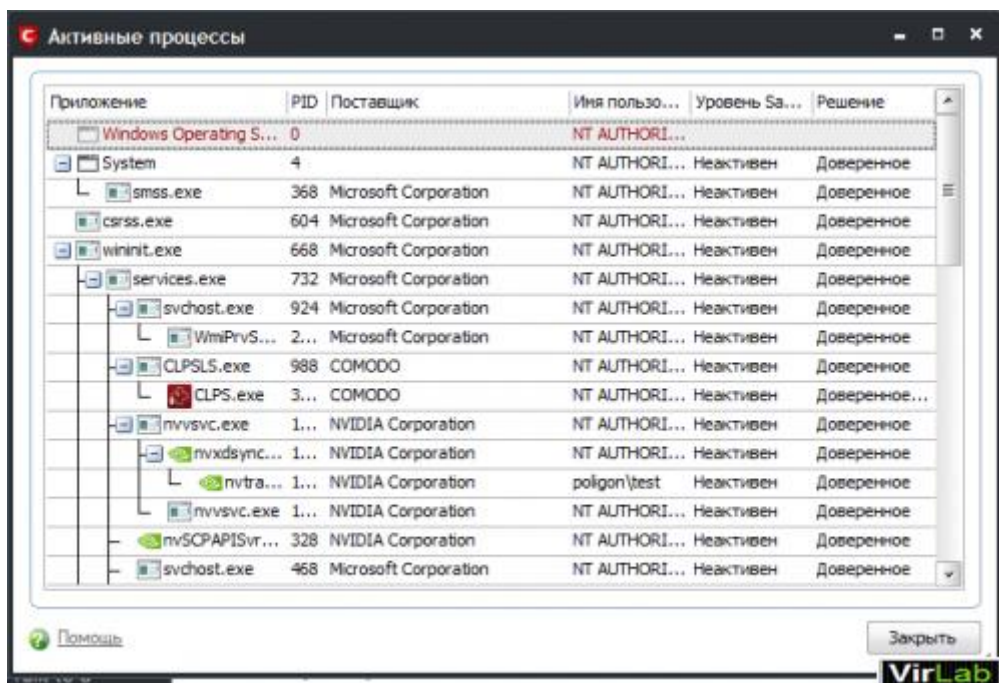 Активные процессы
Приложение PID Поставщик Имя пользо... Уровень Sa... Решение
Windows Operating S... 0 NT AUTHORI...
System 4 NT AUTHORI... Неактивен Доверенное
smss.exe 368 Microsoft Corporation NT AUTHORI... Неактивен Доверенное
csrss.exe 604 Microsoft Corporation NT AUTHORI... Неактивен Доверенное
wininit.exe 668 Microsoft Corporation NT AUTHORI... Неактивен Доверенное
services.exe 732 Microsoft Corporation NT AUTHORI... Неактивен Доверенное
svchost.exe 924 Microsoft Corporation NT AUTHORI... Неактивен Доверенное
WmiPrvS... 2... Microsoft Corporation NT AUTHORI... Неактивен Доверенное
CLPSLS.exe 988 COMODO NT AUTHORI... Неактивен Доверенное
CLPS.exe 3... COMODO NT AUTHORI... Неактивен Доверенное...
nvvsvc.exe 1... NVIDIA Corporation NT AUTHORI... Неактивен Доверенное
nvxdsync... 1... NVIDIA Corporation NT AUTHORI... Неактивен Доверенное
nvtra... 1... NVIDIA Corporation poligon\test Неактивен Доверенное
nvvsvc.exe 1... NVIDIA Corporation NT AUTHORI... Неактивен Доверенное
nvSCPAPISvr... 328 NVIDIA Corporation NT AUTHORI... Неактивен Доверенное
svchost.exe 468 Microsoft Corporation NT AUTHORI... Неактивен Доверенное
Помощь Закрыть
VirLab